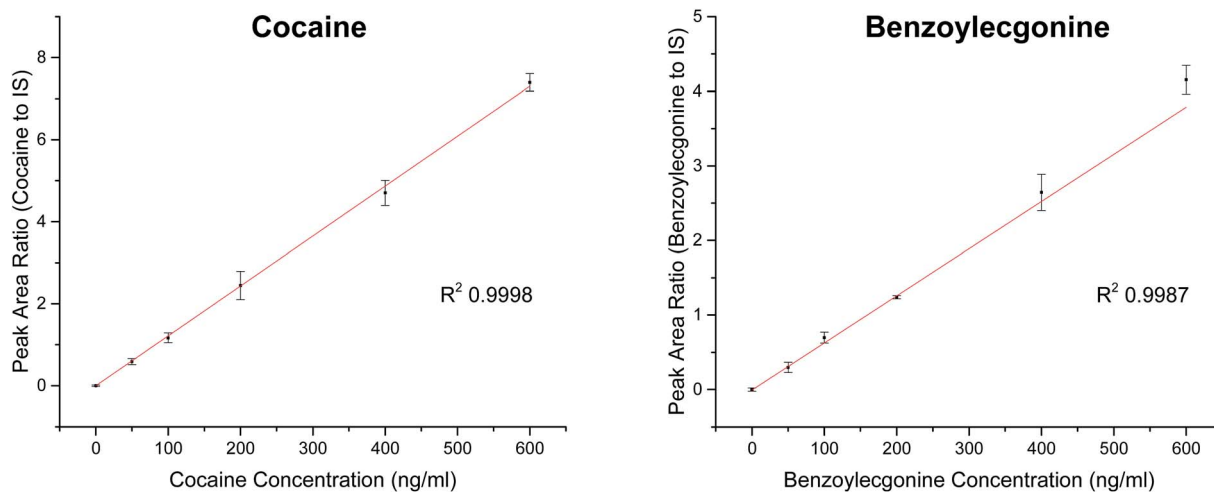 Cocaine
Peak Area Ratio (Cocaine to IS)
8
6
4
2
0
R² 0.9998
0 100 200 300 400 500 600
Cocaine Concentration (ng/ml)
Benzoylecgonine
Peak Area Ratio (Benzoylecgonine to IS)
5
4
3
2
1
0
R² 0.9987
0 100 200 300 400 500 600
Benzoylecgonine Concentration (ng/ml)